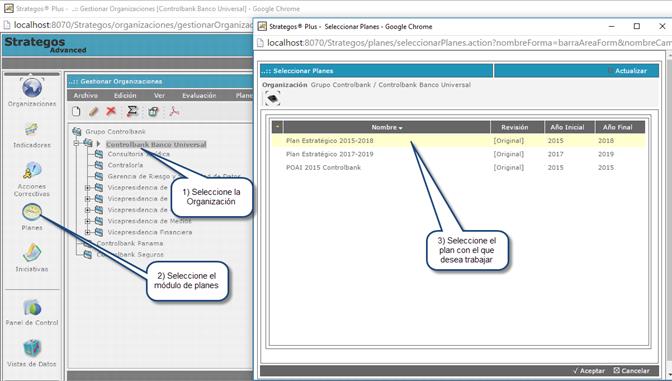 Strategos® Plus - Gestionar Organizaciones [Controlbank Banco Universal] - Google Chrome
localhost:8070/Strategos/organizaciones/gestionarOrganiza
Strategos
Advanced
Organizaciones
Indicadores
Acciones
Correctivas
Planes
Iniciativas
Panel de Control
Vistas de Datos
..:: Gestionar Organizaciones
Archivo Edición Ver Evaluación Plane
Grupo Controlbank
Controlbank Banco Universal
Consultoría Jurídica
Contraloría
Gerencia de Riesgo y de Datos
Vicepresidencia de
Vicepresidencia de
Vicepresidencia
Vicepresidencia de Medios
Vicepresidencia Financiera
Controlbank Panama
Controlbank Seguros
1) Seleccione la
Organización
2) Seleccione el
módulo de planes
Strategos® Plus - Seleccionar Planes - Google Chrome
localhost:8070/Strategos/planes/seleccionarPlanes.action?nombreForma=barraAreaForm&nombreCam
..:: Seleccionar Planes
Actualizar
Organización Grupo Controlbank / Controlbank Banco Universal
Nombre Revisión Año Inicial Año Final
Plan Estratégico 2015-2018 [Original] 2015 2018
Plan Estratégico 2017-2019 [Original] 2017 2019
POAI 2015 Controlbank [Original] 2015 2015
3) Seleccione el
plan con el que
desea trabajar
Aceptar Cancelar